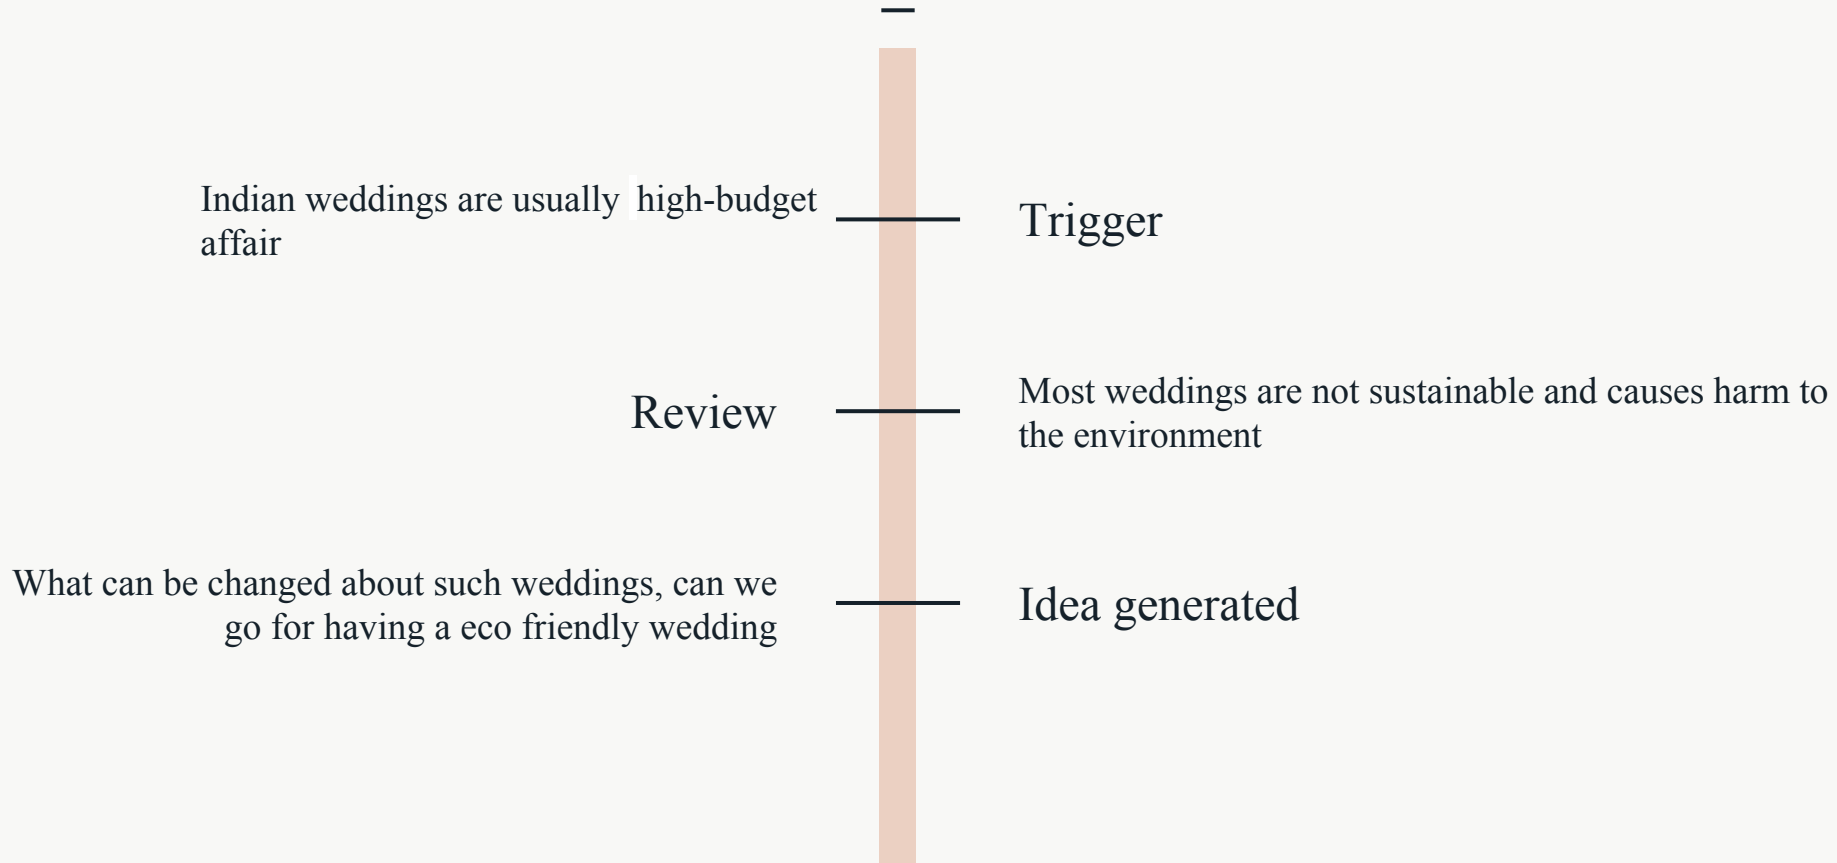 Indian weddings are usually high-budget
affair
Trigger
Review
Most weddings are not sustainable and causes harm to
the environment
What can be changed about such weddings, can we
go for having a eco friendly wedding
Idea generated